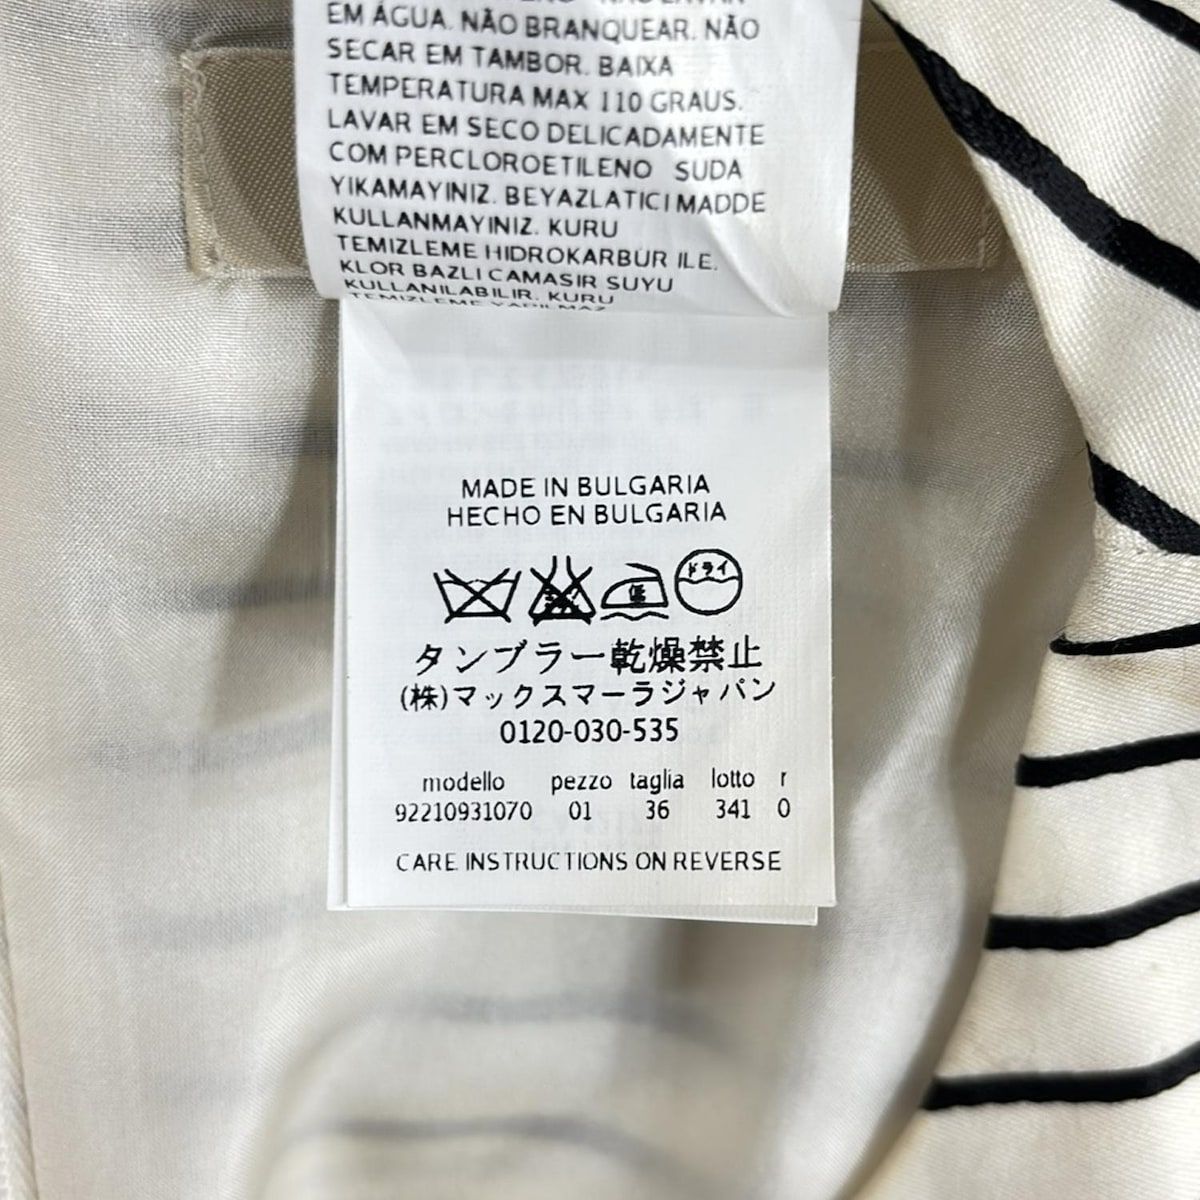 EM ÁGUA. NÃO BRANQUEAR. NÃO
SECAR EM TAMBOR. BAIXA
TEMPERATURA MAX 110 GRAUS.
LAVAR EM SECO DELICADAMENTE
COM PERCLOROETILENO SUDA
YIKAMAYINIZ. BEYAZLATICI MADDE
KULLANMAYINIZ. KURU
TEMIZLEME HIDROKARBÜR ILE.
KLOR BAZLI CAMASIR SUYU
KULLANILABILIR. KURU
TEMIZLEME YAPILMAZ
MADE IN BULGARIA
HECHO EN BULGARIA
低 ドライ
タンブラー乾燥禁止
(株)マックスマーラジャパン
0120-030-535
modello pezzo taglia lotto r
92210931070 01 36 341 0
CARE INSTRUCTIONS ON REVERSE